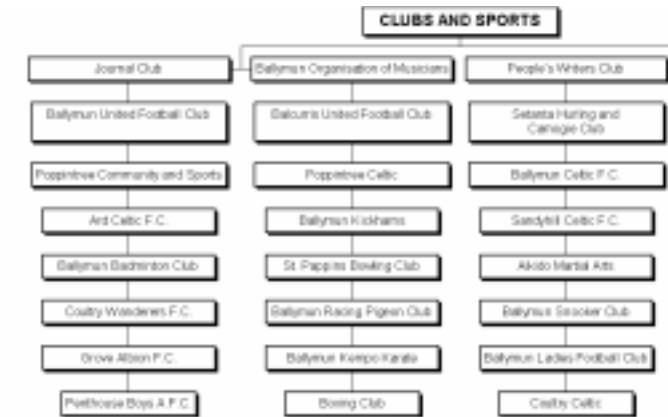 CLUBS AND SPORTS
Journal Club
Ballymun Organisation of Musicians
People's Writers Club
Ballymun United Football Club
Balcurris United Football Club
Setanta Hurling and
Camogie Club
Poppintree Community and Sports
Poppintree Celtic
Ballymun Celtic F.C.
Ard Celtic F.C.
Ballymun Kickhams
Sandyhill Celtic F.C.
Ballymun Badminton Club
St. Pappins Bowling Club
Aikido Martial Arts
Coultry Wanderers F.C.
Ballymun Racing Pigeon Club
Ballymun Snooker Club
Grove Albion F.C.
Ballymun Kempo Karate
Ballymun Ladies Football Club
Penthouse Boys A.F.C.
Boxing Club
Coultry Celtic